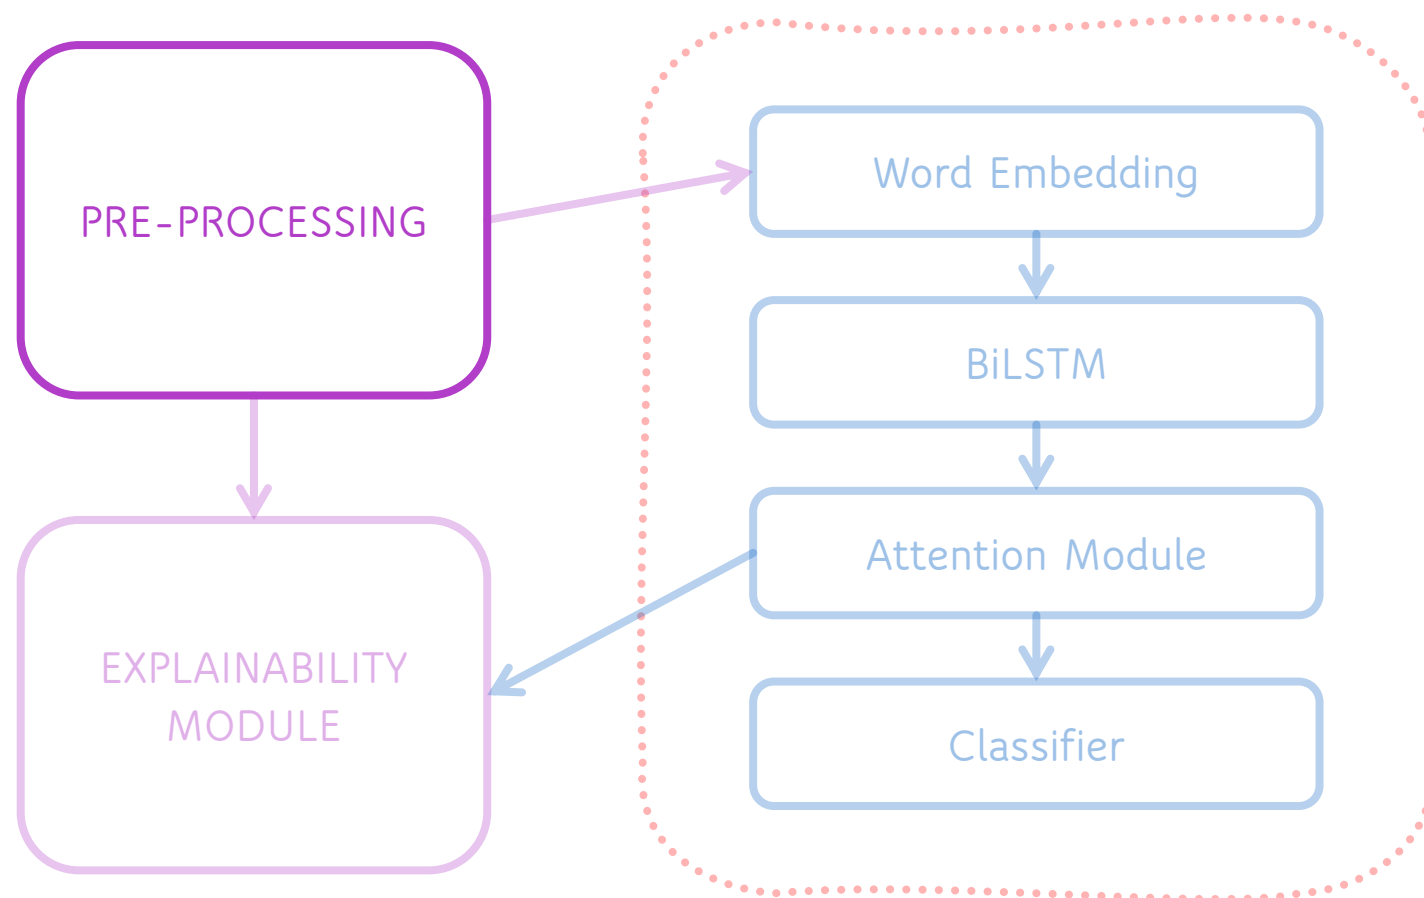 PRE-PROCESSING
Word Embedding
BiLSTM
Attention Module
Classifier
EXPLAINABILITY
MODULE